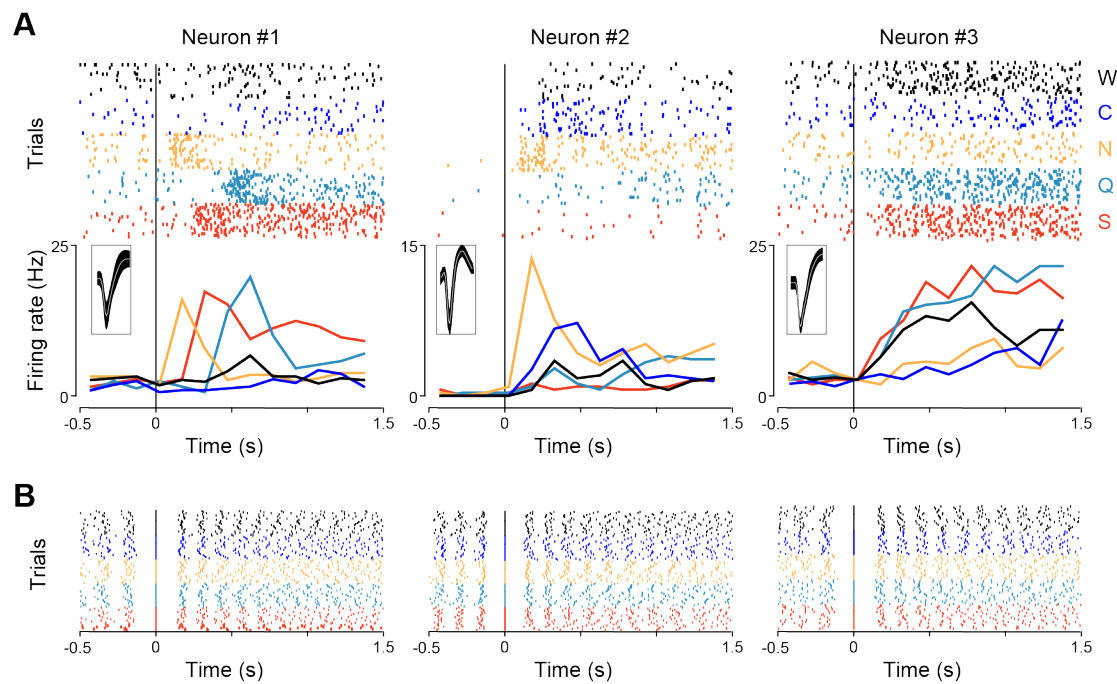 A
Neuron #1
Neuron #2
Neuron #3
Trials
W
C
N
Q
S
Firing rate (Hz)
25
0
15
0
25
0
-0.5 0 1.5
-0.5 0 1.5
-0.5 0 1.5
Time (s)
Time (s)
Time (s)
B
Trials
-0.5 0 1.5
-0.5 0 1.5
-0.5 0 1.5
Time (s)
Time (s)
Time (s)